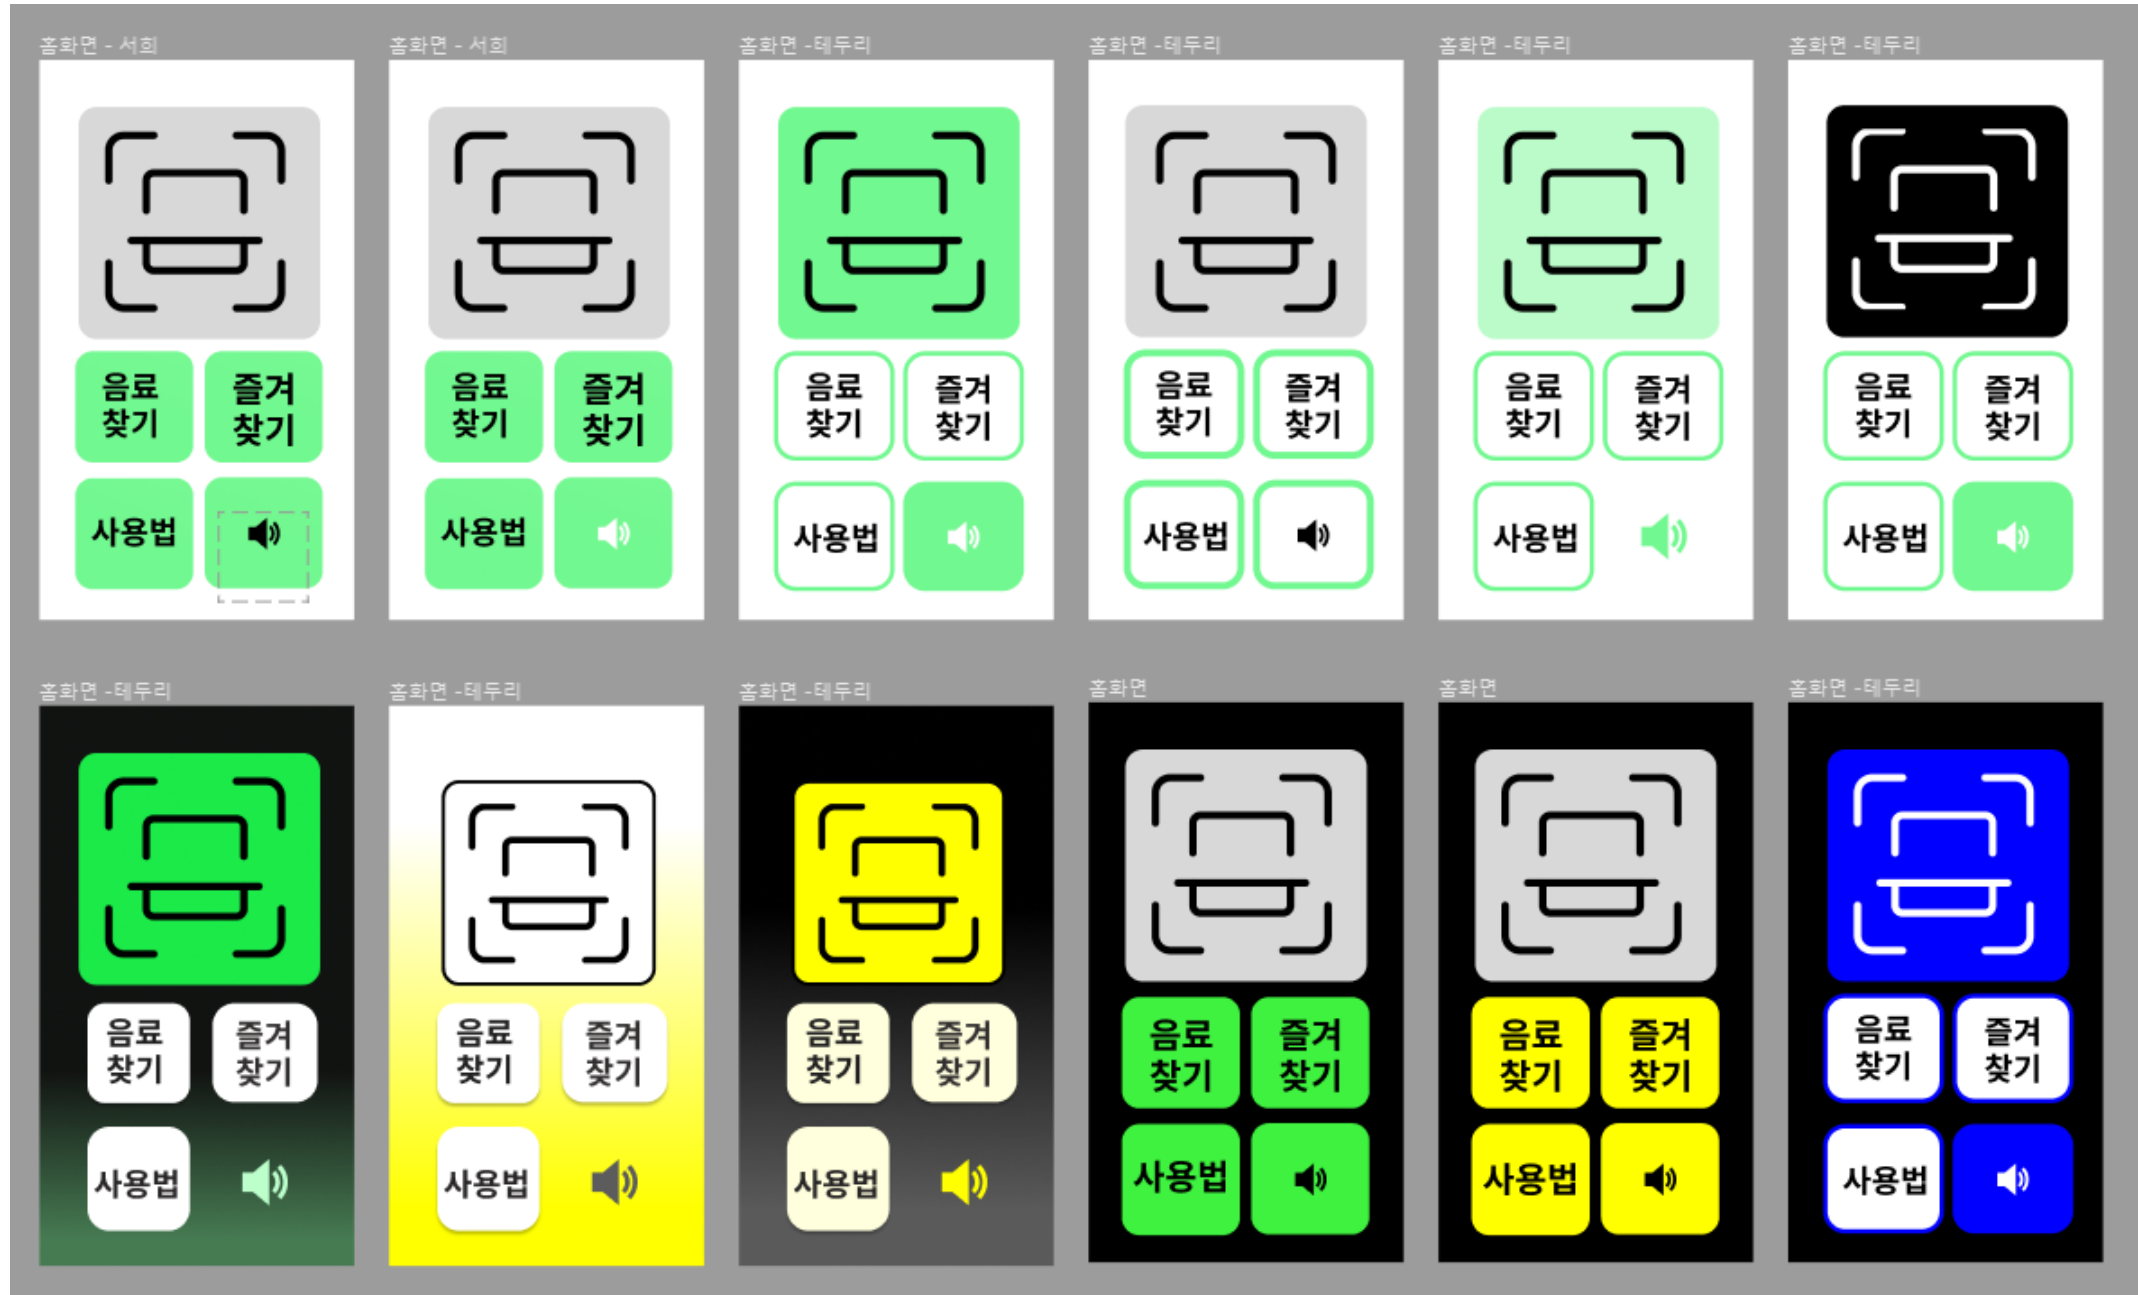 홈화면 - 서희
홈화면 - 서희
홈화면 -테두리
홈화면 -테두리
홈화면 -테두리
홈화면 -테두리
음료
찾기
즐겨
찾기
사용법
음료
찾기
즐겨
찾기
사용법
음료
찾기
즐겨
찾기
사용법
음료
찾기
즐겨
찾기
사용법
음료
찾기
즐겨
찾기
사용법
음료
찾기
즐겨
찾기
사용법
홈화면 -테두리
홈화면 -테두리
홈화면 -테두리
홈화면
홈화면
홈화면 -테두리
음료
찾기
즐겨
찾기
사용법
음료
찾기
즐겨
찾기
사용법
음료
찾기
즐겨
찾기
사용법
음료
찾기
즐겨
찾기
사용법
음료
찾기
즐겨
찾기
사용법
음료
찾기
즐겨
찾기
사용법